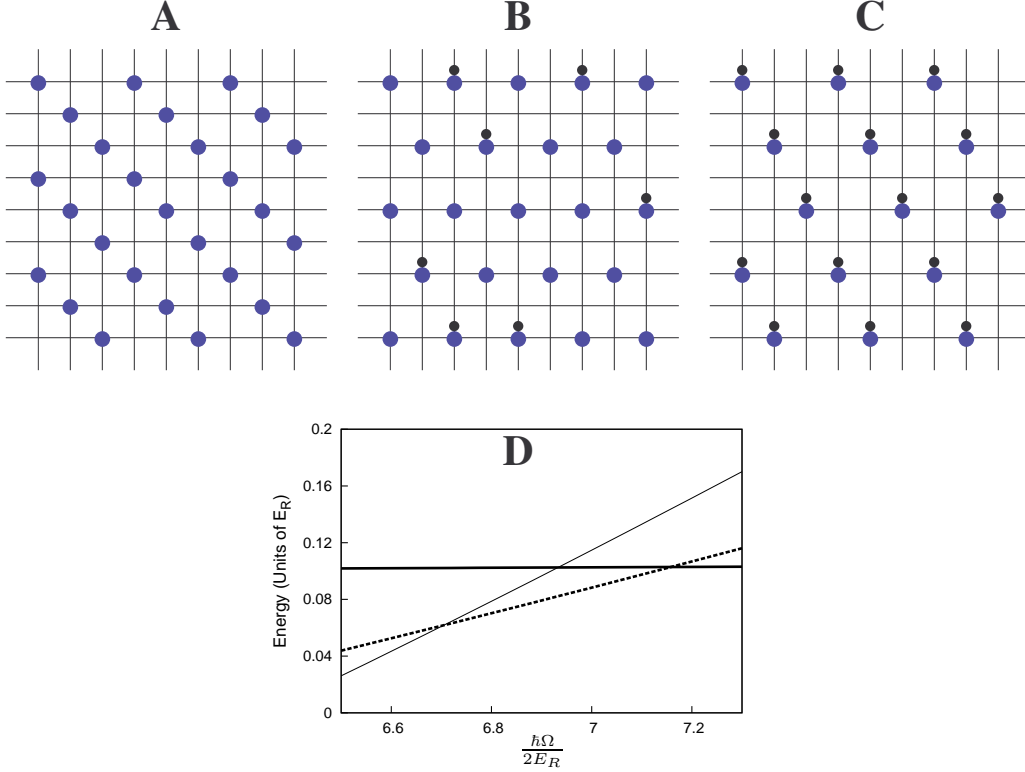 A
B
C
D
Energy (Units of E_R)
0.2
0.16
0.12
0.08
0.04
0
6.6
6.8
7
7.2
ℏΩ
2E_R